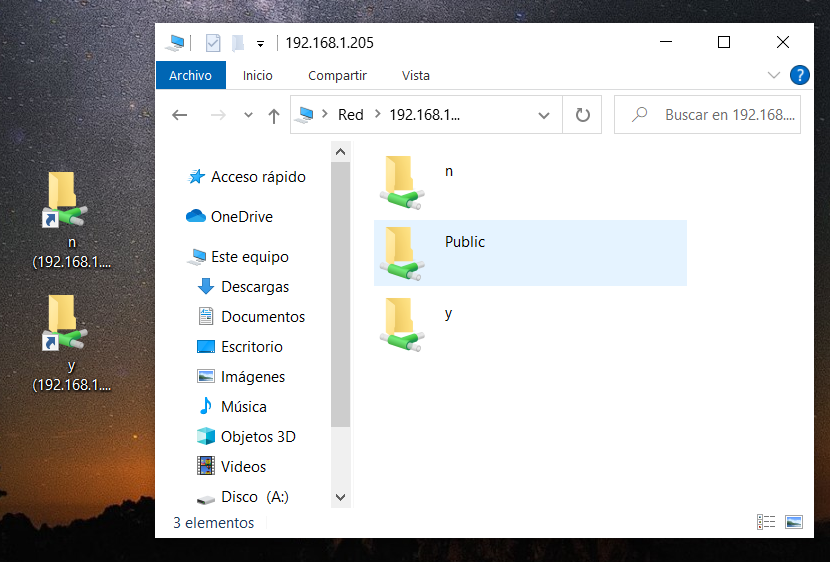 192.168.1.205
Archivo Inicio Compartir Vista
?
Red 192.168.1...
Buscar en 192.168....
n
(192.168.1....
y
(192.168.1....
Acceso rápido
OneDrive
Este equipo
Descargas
Documentos
Escritorio
Imágenes
Música
Objetos 3D
Videos
Disco (A:)
n
Public
y
3 elementos